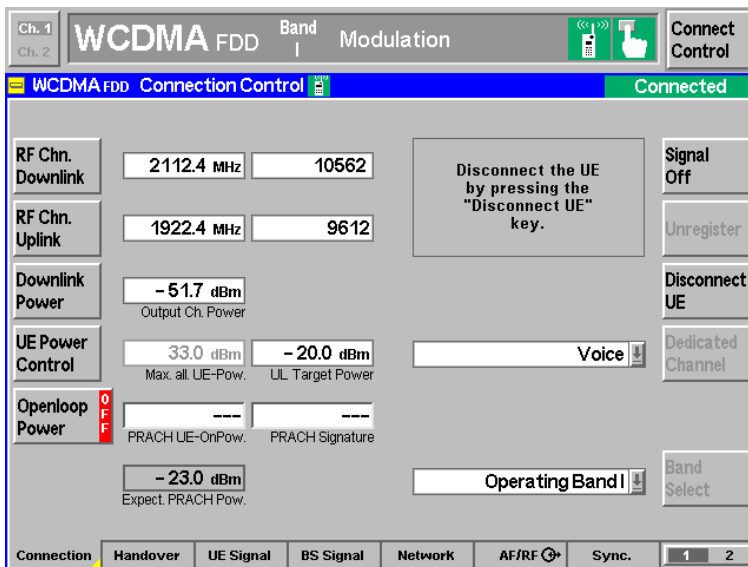 Ch. 1
Ch. 2
WCDMA FDD Band I Modulation
Connect Control
WCDMA FDD Connection Control
Connected
RF Chn. Downlink
2112.4 MHz
10562
Disconnect the UE
by pressing the
"Disconnect UE"
key.
Signal Off
RF Chn. Uplink
1922.4 MHz
9612
Unregister
Downlink Power
-51.7 dBm
Output Ch. Power
Disconnect UE
UE Power Control
33.0 dBm
Max. all. UE-Pow.
-20.0 dBm
UL Target Power
Voice
Dedicated Channel
Openloop Power
OFF
---
PRACH UE-OnPow.
---
PRACH Signature
-23.0 dBm
Expect. PRACH Pow.
Operating Band I
Band Select
Connection
Handover
UE Signal
BS Signal
Network
AF/RF
Sync.
1 2